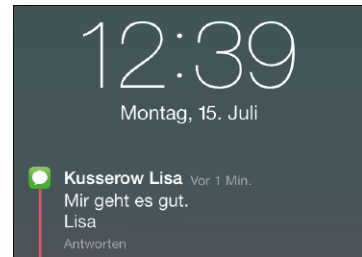 12:39
Montag, 15. Juli
Kusserow Lisa Vor 1 Min.
Mir geht es gut.
Lisa
Antworten